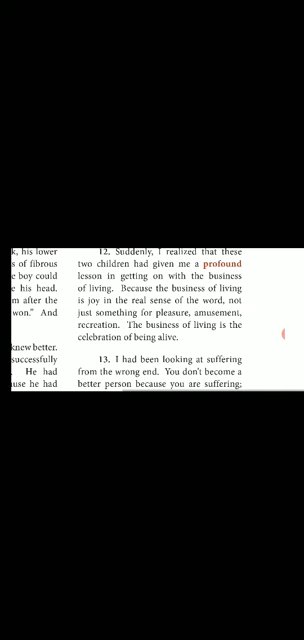 k, his lower
s of fibrous
e boy could
e his head.
m after the
won." And
knew better.
successfully
. He had
use he had
12. Suddenly, I realized that these
two children had given me a profound
lesson in getting on with the business
of living. Because the business of living
is joy in the real sense of the word, not
just something for pleasure, amusement,
recreation. The business of living is the
celebration of being alive.
13. I had been looking at suffering
from the wrong end. You don't become a
better person because you are suffering;